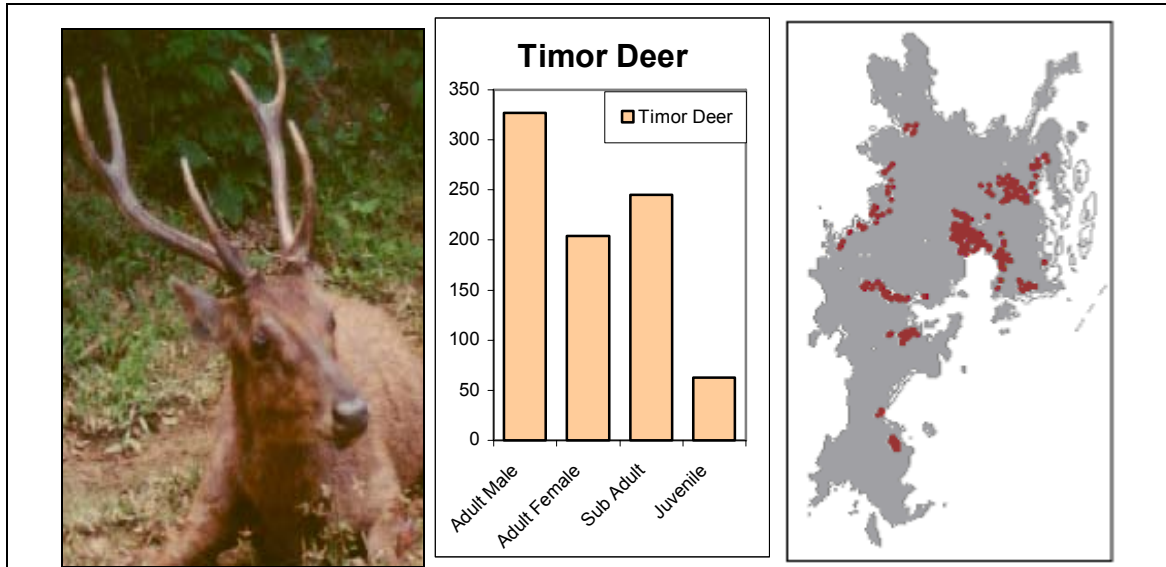 Timor Deer
350
Timor Deer
300
250
200
150
100
50
0
Adult Male
Adult Female
Sub Adult
Juvenile